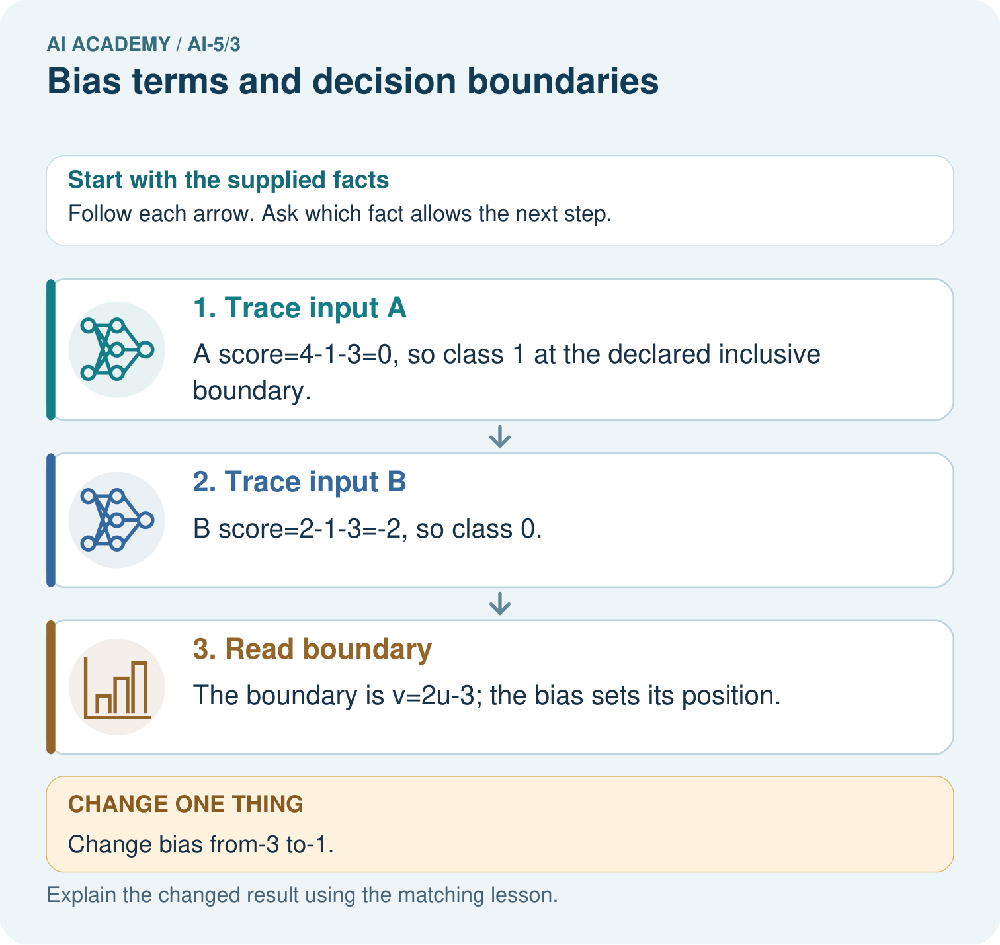 AI ACADEMY / AI-5/3
Bias terms and decision boundaries
Start with the supplied facts
Follow each arrow. Ask which fact allows the next step.
1. Trace input A
A score=4-1-3=0, so class 1 at the declared inclusive
boundary.
2. Trace input B
B score=2-1-3=-2, so class 0.
3. Read boundary
The boundary is v=2u-3; the bias sets its position.
CHANGE ONE THING
Change bias from-3 to-1.
Explain the changed result using the matching lesson.